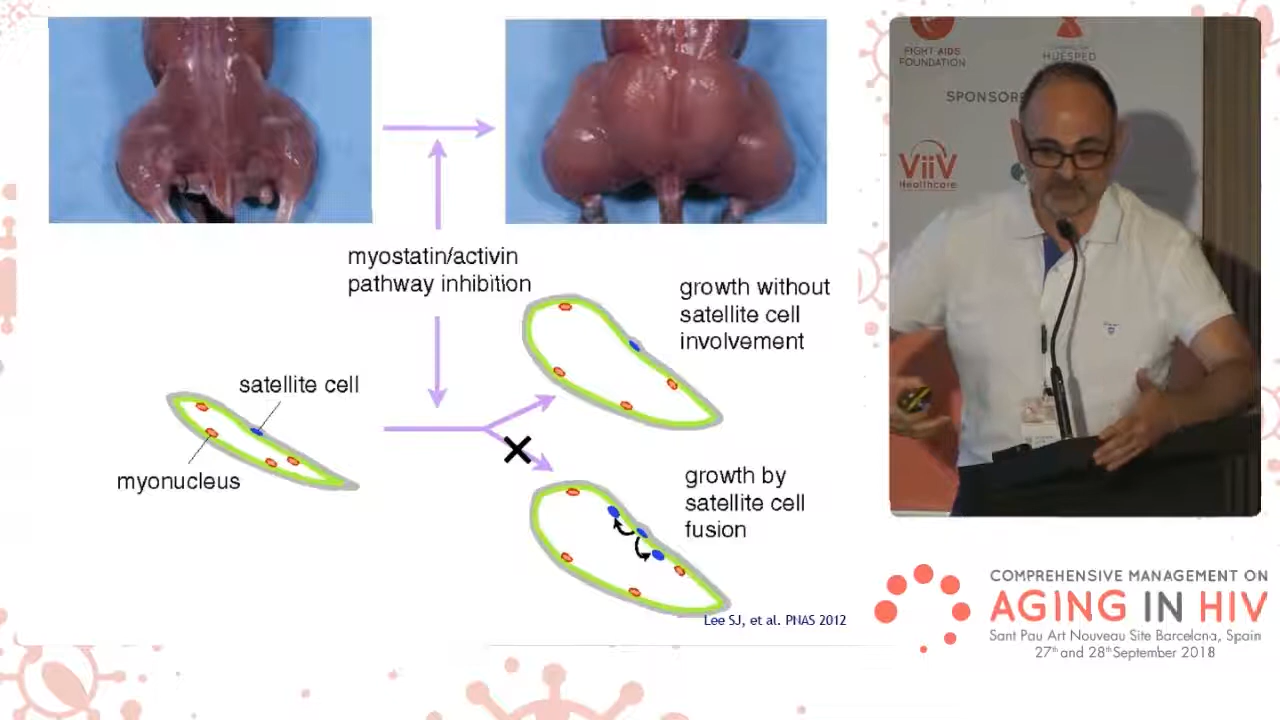 myostatin/activin
pathway inhibition
growth without
satellite cell
involvement
satellite cell
myonucleus
growth by
satellite cell
fusion
Lee SJ, et al. PNAS 2012
FIGHT AIDS
FOUNDATION
HUÉSPED
SPONSORE
ViiV
Healthcare
COMPREHENSIVE MANAGEMENT ON
AGING IN HIV
Sant Pau Art Nouveau Site Barcelona, Spain
27th and 28th September 2018